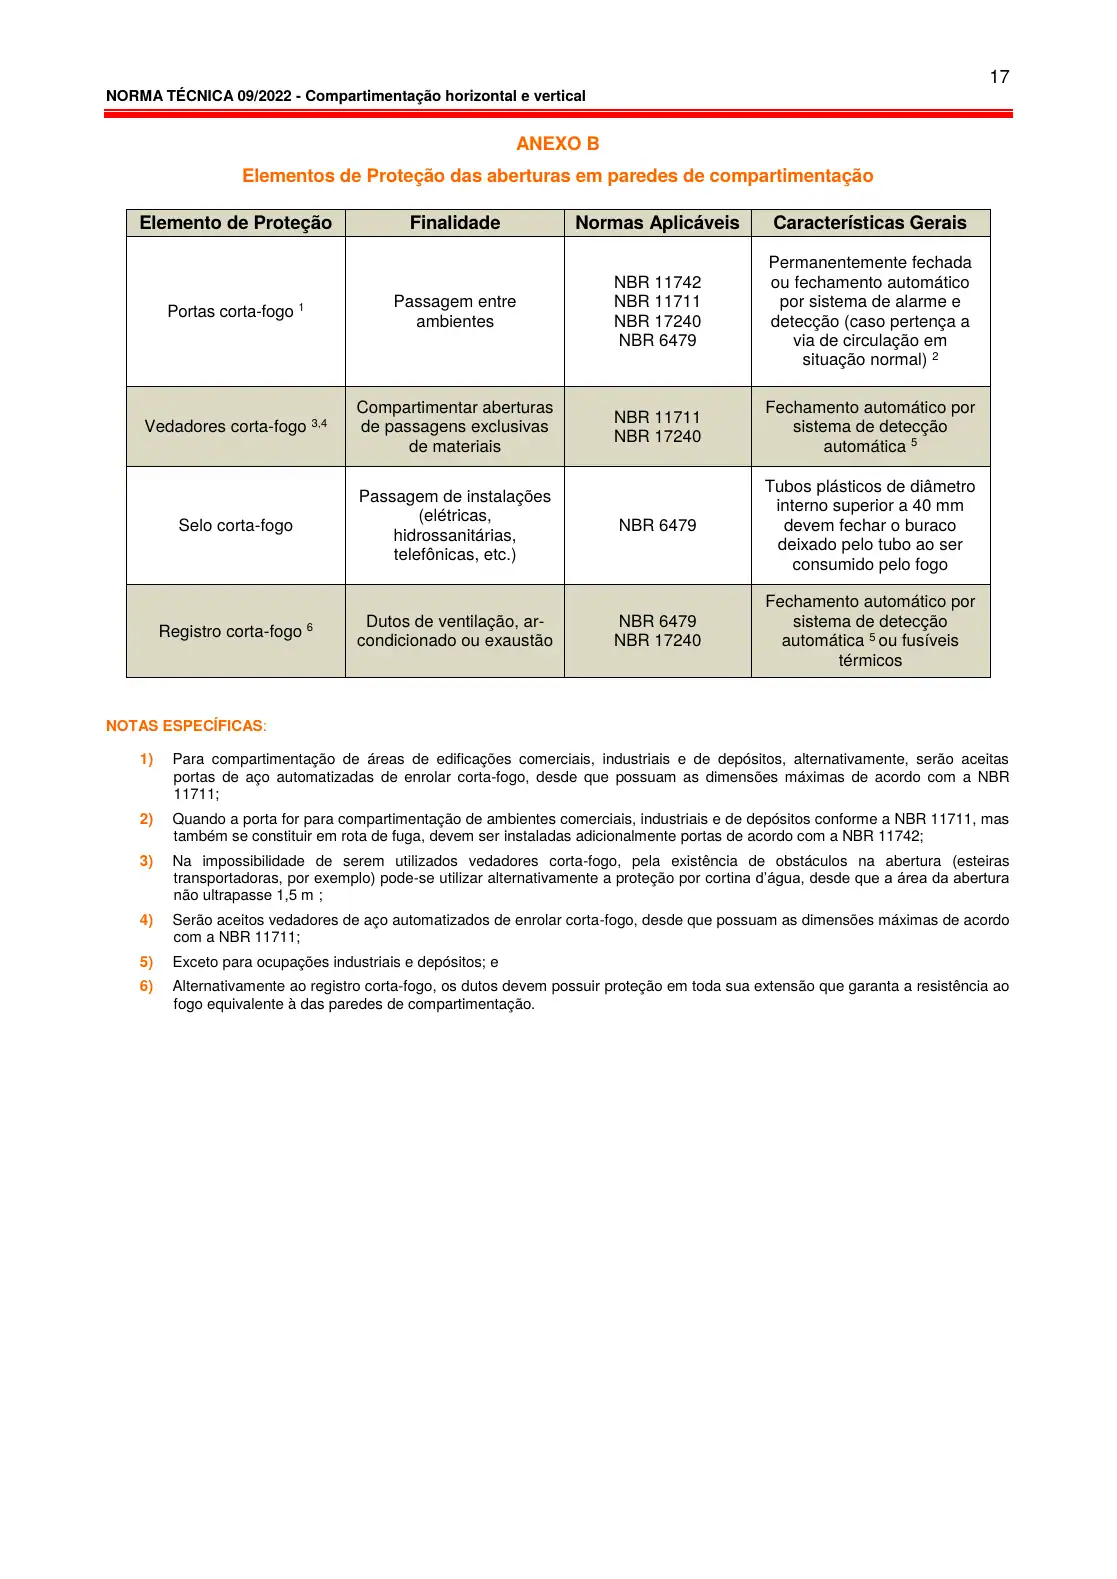 17
NORMA TÉCNICA 09/2022 - Compartimentação horizontal e vertical
ANEXO B
Elementos de Proteção das aberturas em paredes de compartimentação
Elemento de Proteção
Finalidade
Normas Aplicáveis
Características Gerais
Portas corta-fogo 1
Passagem entre
ambientes
NBR 11742
NBR 11711
NBR 17240
NBR 6479
Permanentemente fechada
ou fechamento automático
por sistema de alarme e
detecção (caso pertença a
via de circulação em
situação normal) 2
Vedadores corta-fogo 3,4
Compartimentar aberturas
de passagens exclusivas
de materiais
NBR 11711
NBR 17240
Fechamento automático por
sistema de detecção
automática 5
Selo corta-fogo
Passagem de instalações
(elétricas,
hidrossanitárias,
telefônicas, etc.)
NBR 6479
Tubos plásticos de diâmetro
interno superior a 40 mm
devem fechar o buraco
deixado pelo tubo ao ser
consumido pelo fogo
Registro corta-fogo 6
Dutos de ventilação, ar-
condicionado ou exaustão
NBR 6479
NBR 17240
Fechamento automático por
sistema de detecção
automática 5 ou fusíveis
térmicos
NOTAS ESPECÍFICAS:
1) Para compartimentação de áreas de edificações comerciais, industriais e de depósitos, alternativamente, serão aceitas
portas de aço automatizadas de enrolar corta-fogo, desde que possuam as dimensões máximas de acordo com a NBR
11711;
2) Quando a porta for para compartimentação de ambientes comerciais, industriais e de depósitos conforme a NBR 11711, mas
também se constituir em rota de fuga, devem ser instaladas adicionalmente portas de acordo com a NBR 11742;
3) Na impossibilidade de serem utilizados vedadores corta-fogo, pela existência de obstáculos na abertura (esteiras
transportadoras, por exemplo) pode-se utilizar alternativamente a proteção por cortina d’água, desde que a área da abertura
não ultrapasse 1,5 m ;
4) Serão aceitos vedadores de aço automatizados de enrolar corta-fogo, desde que possuam as dimensões máximas de acordo
com a NBR 11711;
5) Exceto para ocupações industriais e depósitos; e
6) Alternativamente ao registro corta-fogo, os dutos devem possuir proteção em toda sua extensão que garanta a resistência ao
fogo equivalente à das paredes de compartimentação.